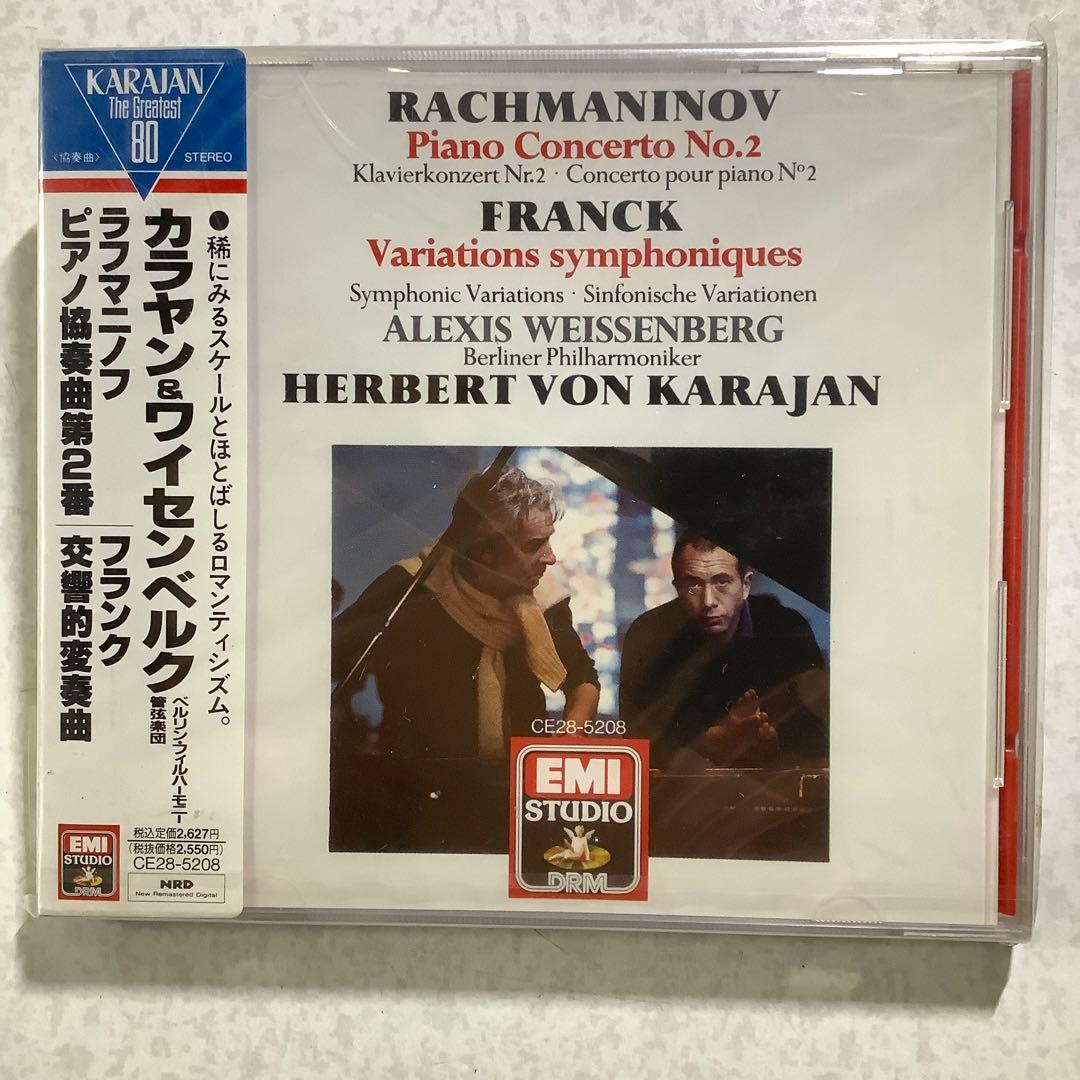 KARAJAN
The Greatest
80
〈協奏曲〉
STEREO
●稀にみるスケールとほとばしるロマンティシズム。
カラヤン&ワイセンベルク
ベルリン・フィルハーモニー
管弦楽団
ラフマニノフ
ピアノ協奏曲第2番
フランク
交響的変奏曲
税込定価2,627円
(税抜価格2,550円)
CE28-5208
EMI
STUDIO
DRM
NRD
New Remastered Digital
RACHMANINOV
Piano Concerto No.2
Klavierkonzert Nr.2 · Concerto pour piano Nº2
FRANCK
Variations symphoniques
Symphonic Variations · Sinfonische Variationen
ALEXIS WEISSENBERG
Berliner Philharmoniker
HERBERT VON KARAJAN
CE28-5208
EMI
STUDIO
DRM